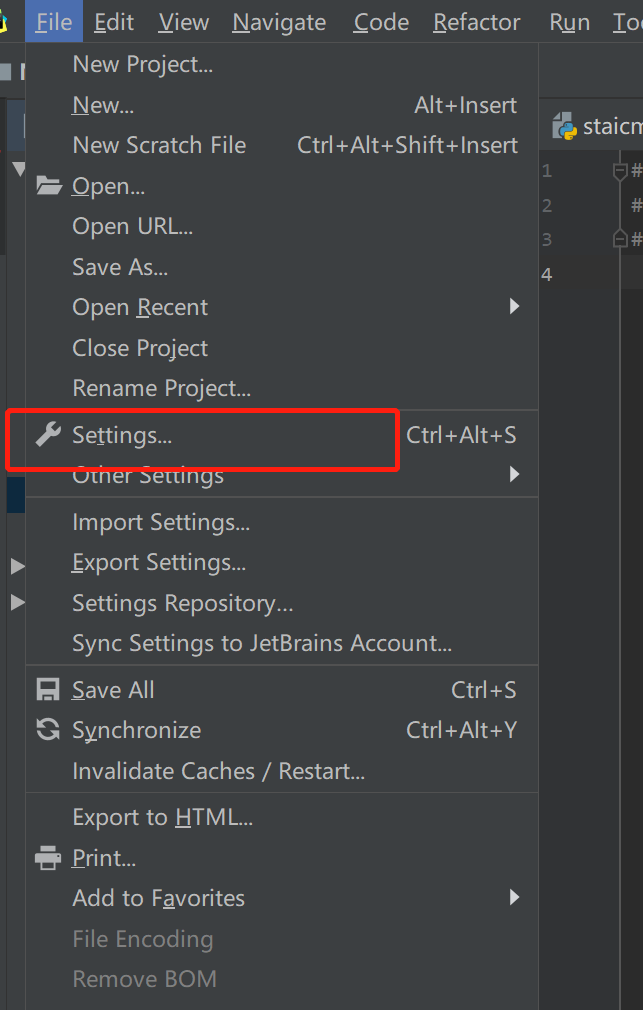 File Edit View Navigate Code Refactor Run
New Project...
New... Alt+Insert
New Scratch File Ctrl+Alt+Shift+Insert
Open...
Open URL...
Save As...
Open Recent
Close Project
Rename Project...
Settings... Ctrl+Alt+S
Other Settings
Import Settings...
Export Settings...
Settings Repository...
Sync Settings to JetBrains Account...
Save All Ctrl+S
Synchronize Ctrl+Alt+Y
Invalidate Caches / Restart...
Export to HTML...
Print...
Add to Favorites
File Encoding
Remove BOM
staicm
1 #
2 #
3 #
4